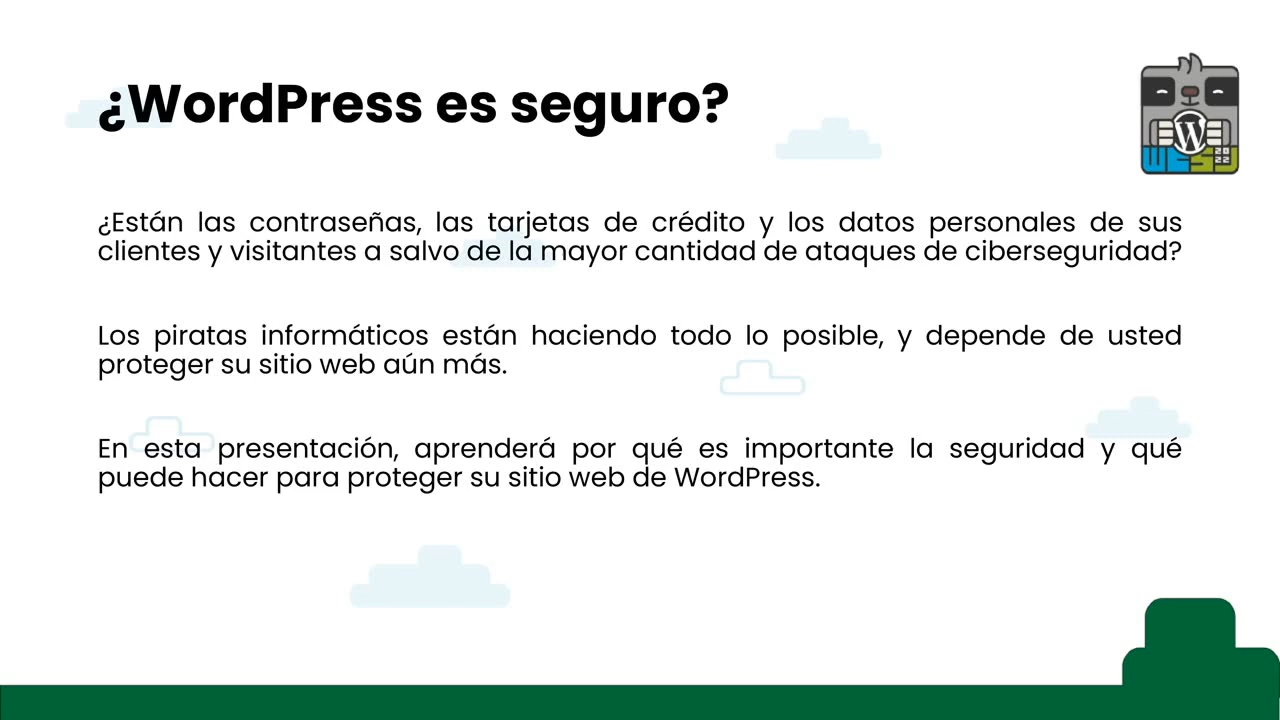 ¿WordPress es seguro?
¿Están las contraseñas, las tarjetas de crédito y los datos personales de sus
clientes y visitantes a salvo de la mayor cantidad de ataques de ciberseguridad?
Los piratas informáticos están haciendo todo lo posible, y depende de usted
proteger su sitio web aún más.
En esta presentación, aprenderá por qué es importante la seguridad y qué
puede hacer para proteger su sitio web de WordPress.